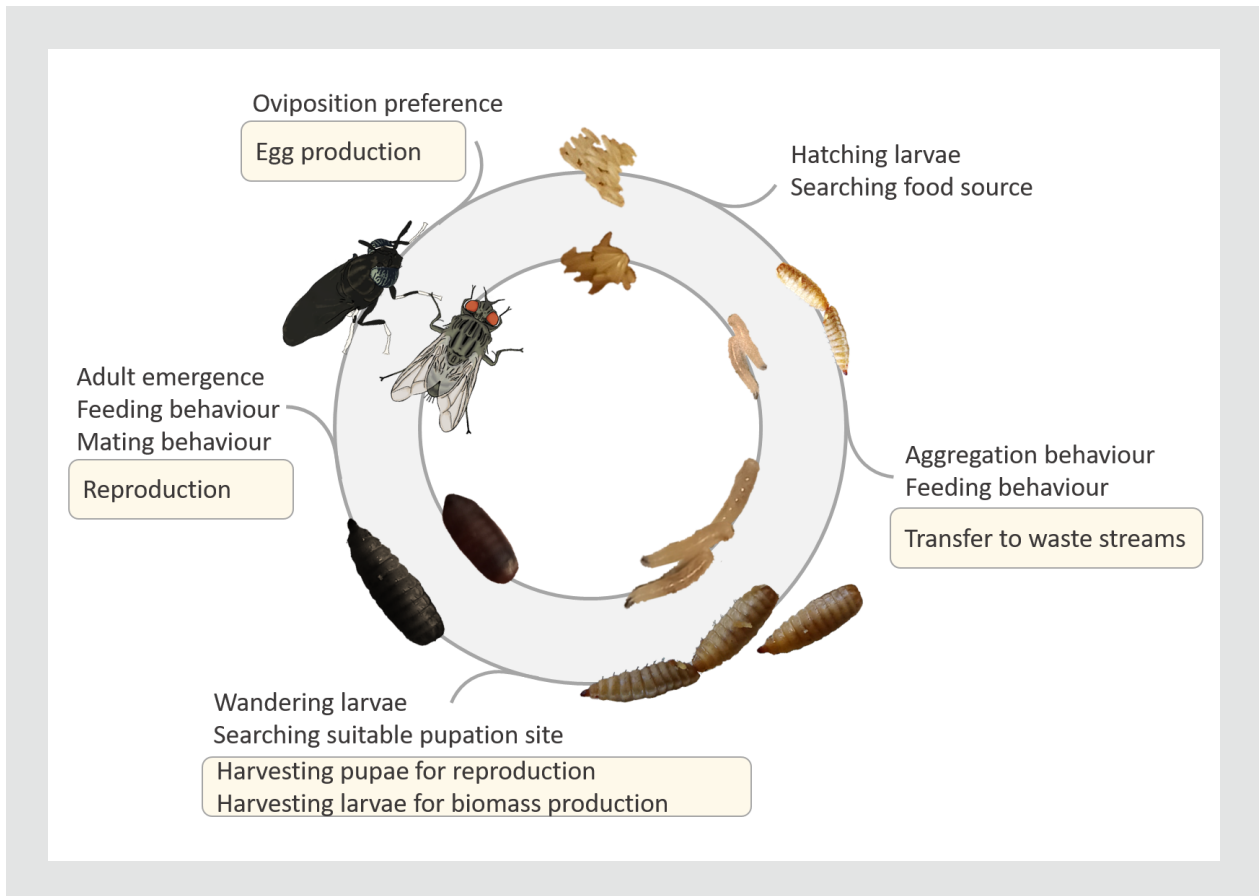 Oviposition preference
Egg production
Hatching larvae
Searching food source
Aggregation behaviour
Feeding behaviour
Transfer to waste streams
Wandering larvae
Searching suitable pupation site
Harvesting pupae for reproduction
Harvesting larvae for biomass production
Adult emergence
Feeding behaviour
Mating behaviour
Reproduction